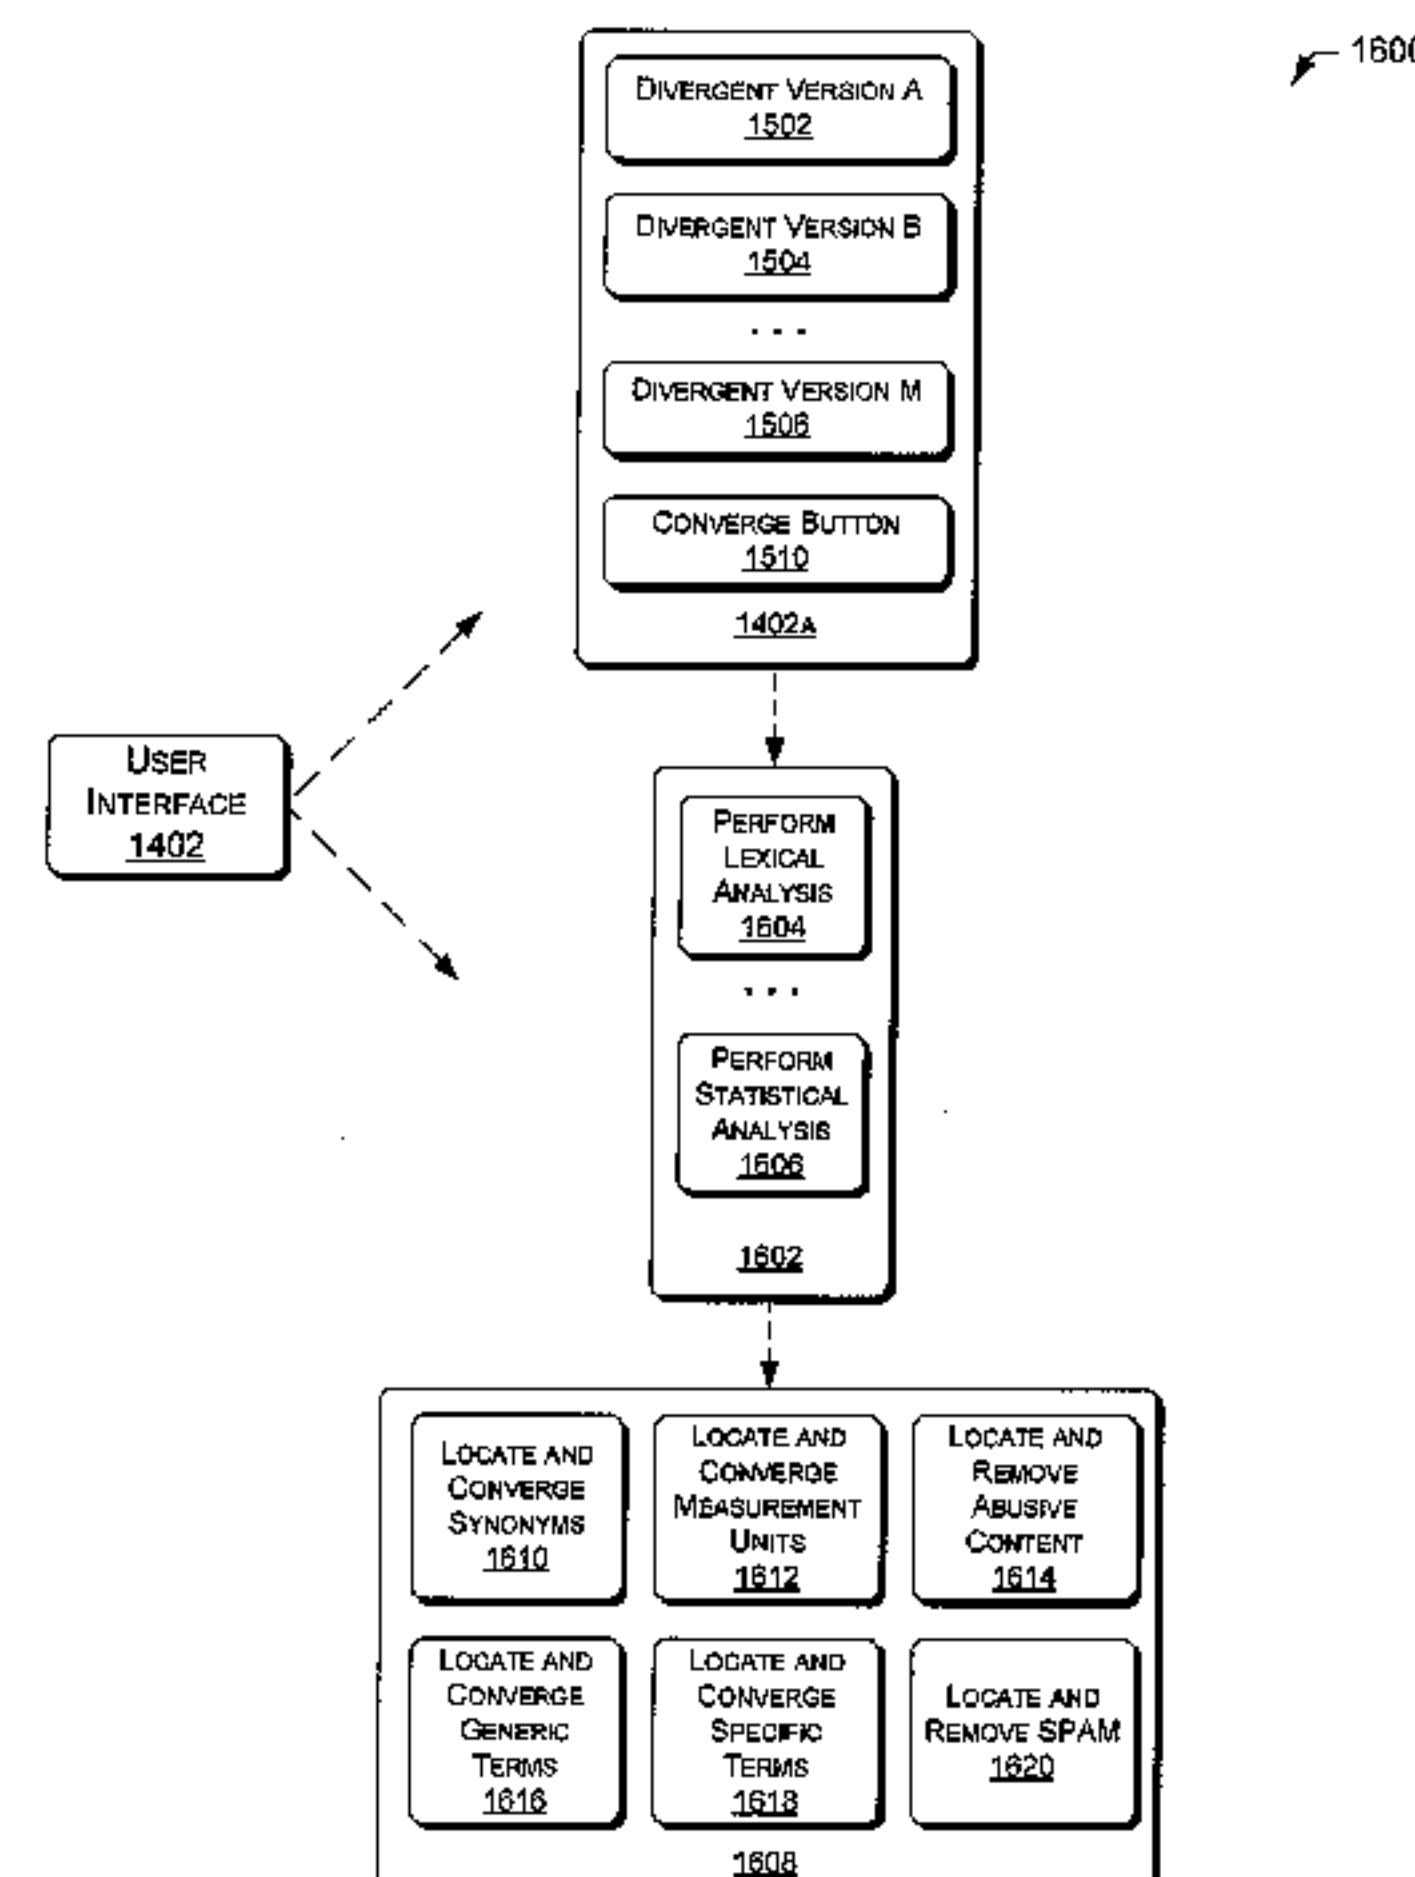 1600
DIVERGENT VERSION A
1502
DIVERGENT VERSION B
1504
...
DIVERGENT VERSION M
1506
CONVERGE BUTTON
1510
1402A
USER
INTERFACE
1402
PERFORM
LEXICAL
ANALYSIS
1604
...
PERFORM
STATISTICAL
ANALYSIS
1606
1602
LOCATE AND
CONVERGE
SYNONYMS
1610
LOCATE AND
CONVERGE
MEASUREMENT
UNITS
1612
LOCATE AND
REMOVE
ABUSIVE
CONTENT
1614
LOCATE AND
CONVERGE
GENERIC
TERMS
1616
LOCATE AND
CONVERGE
SPECIFIC
TERMS
1618
LOCATE AND
REMOVE SPAM
1620
1608